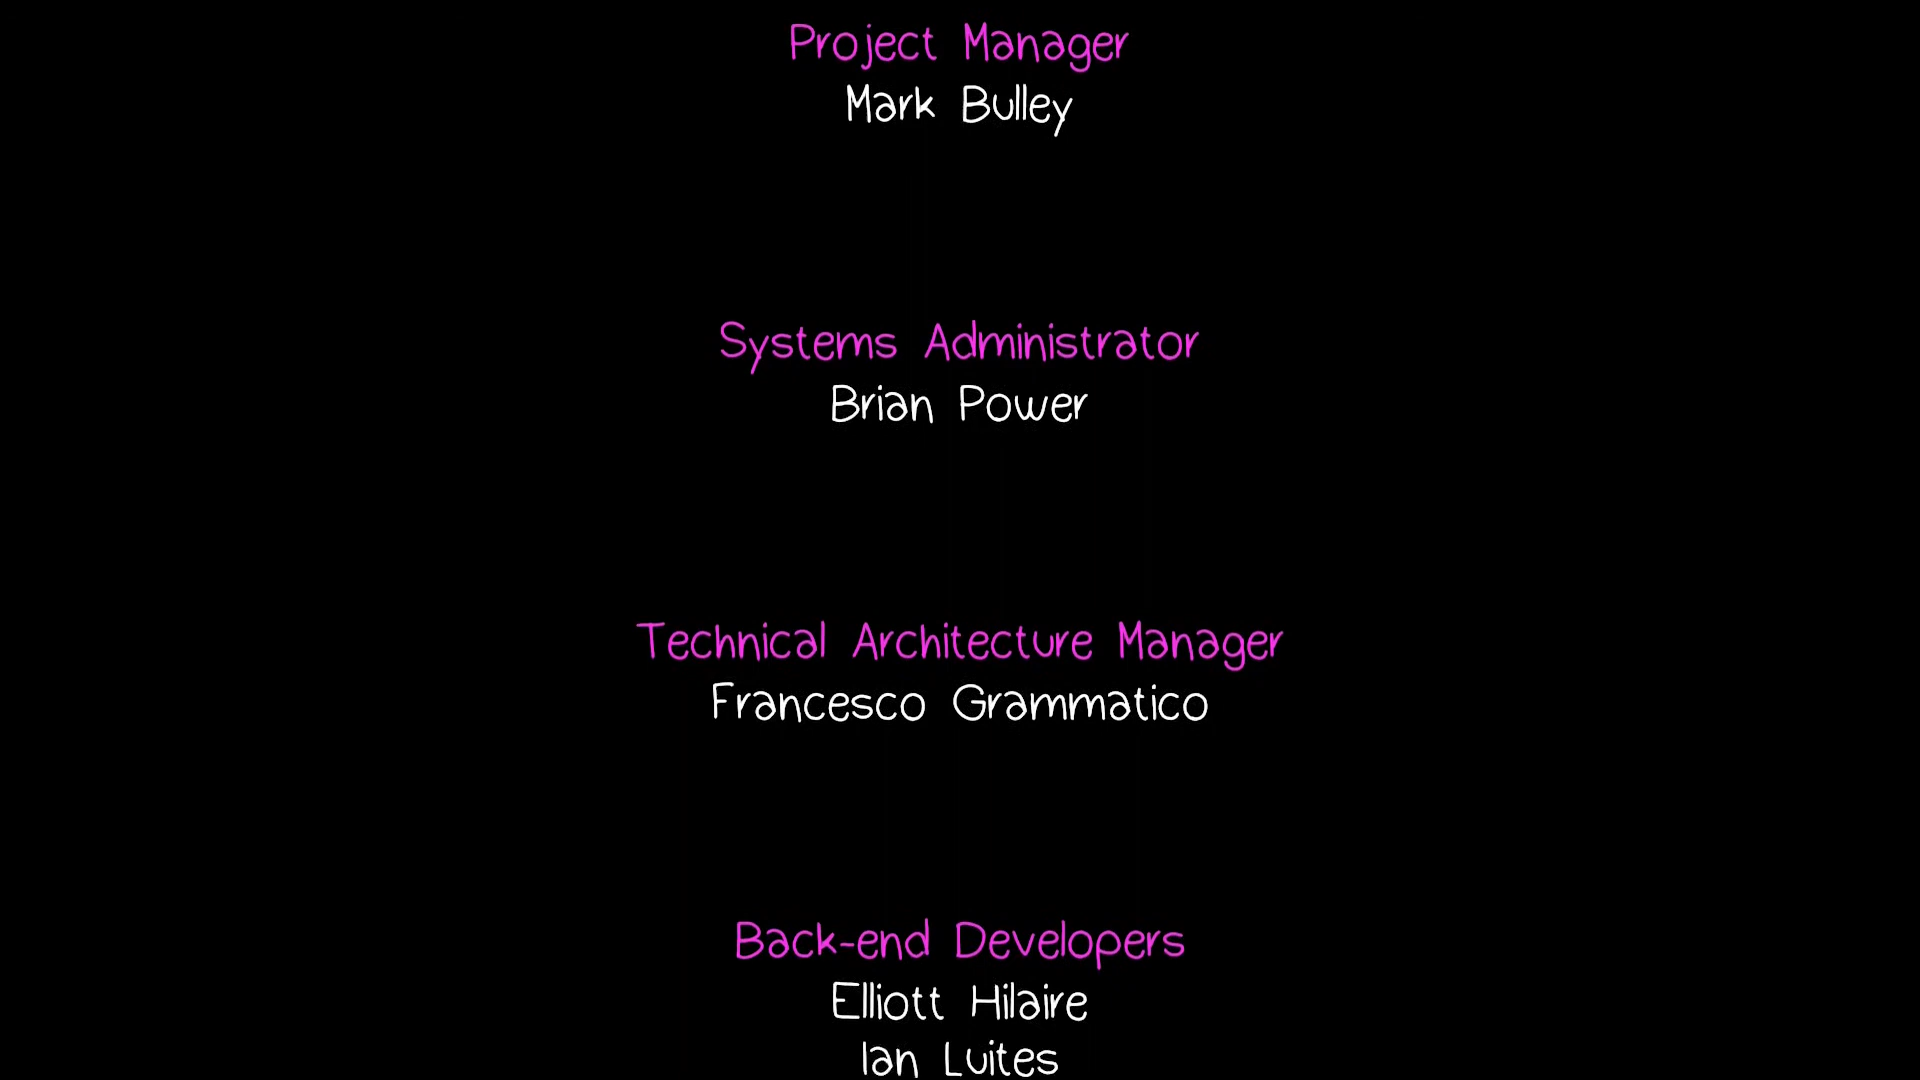 Project Manager
Mark Bulley
Systems Administrator
Brian Power
Technical Architecture Manager
Francesco Grammatico
Back-end Developers
Elliott Hilaire
Ian Luites